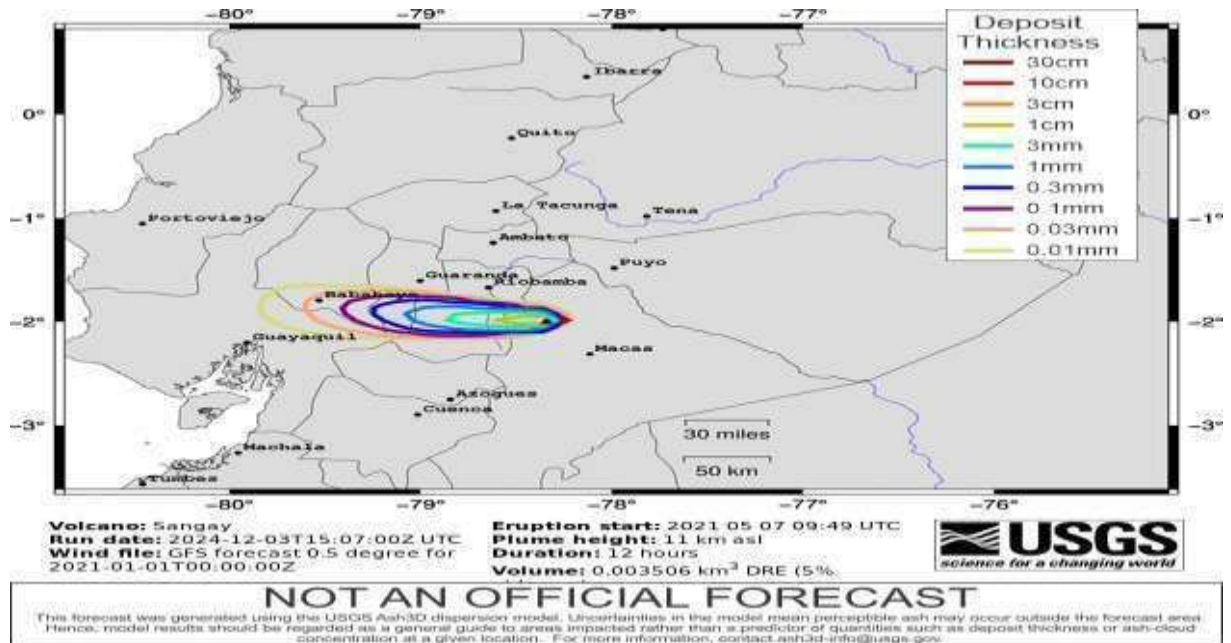 −80° −79° −78° −77° −76°
Deposit
Thickness
30cm
10cm
3cm
1cm
3mm
1mm
0.3mm
0.1mm
0.03mm
0.01mm
Ibarra
0° 0°
Quito
La Tacunga
Tena
−1° −1°
Portoviejo
Ambato
Puyo
Guaranda
Riobamba
Babahoyo
−2° −2°
Guayaquil
Macas
Azogues
Cuenca
−3° −3°
30 miles
Machala
50 km
Tumbes
−80° −79° −78° −77° −76°
Volcano: Sangay
Run date: 2024-12-03T15:07:00Z UTC
Wind file: GFS forecast 0.5 degree for
2021-01-01T00:00:00Z
Eruption start: 2021 05 07 09:49 UTC
Plume height: 11 km asl
Duration: 12 hours
Volume: 0.003506 km³ DRE (5%
USGS
science for a changing world
NOT AN OFFICIAL FORECAST
This forecast was generated using the USGS Ash3D dispersion model. Uncertainties in the model mean perceptible ash may occur outside the forecast area.
Hence, model results should be regarded as a general guide to areas impacted rather than a predictor of quantities such as deposit thickness or ash-cloud
concentration at a given location. For more information, contact ash3d-info@usgs.gov.